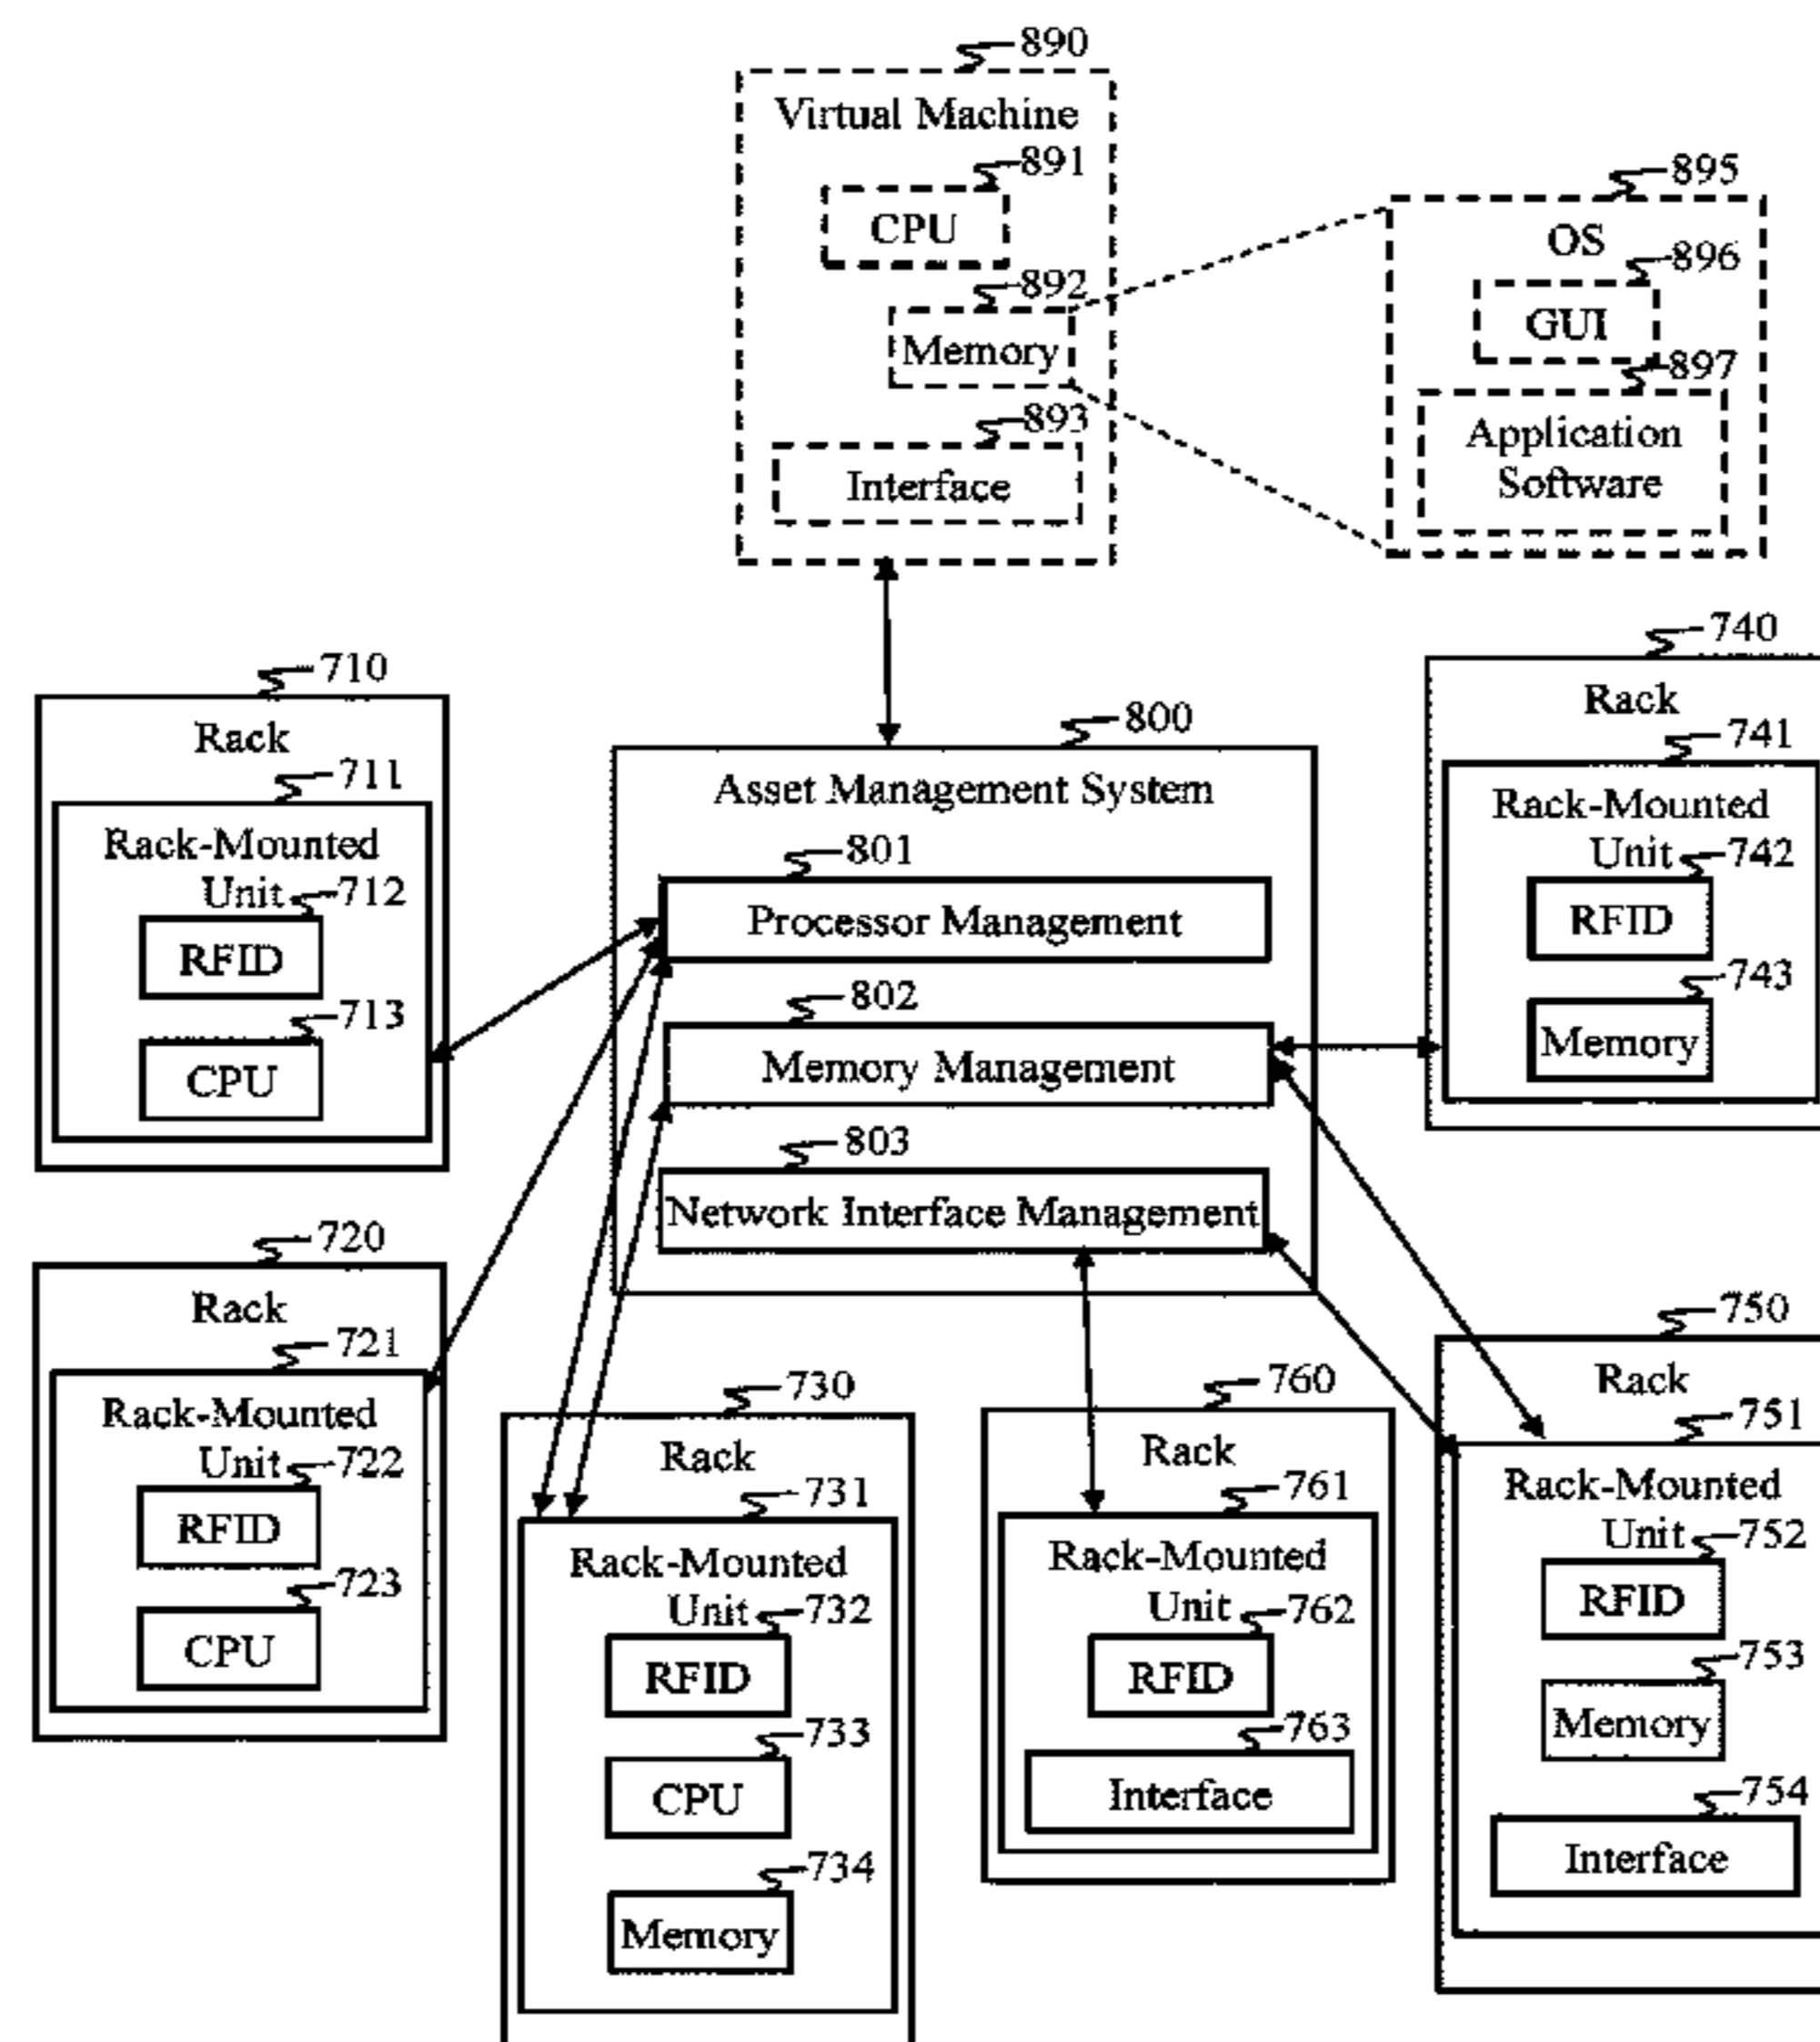 890
Virtual Machine
891
CPU
892
Memory
893
Interface
895
OS
896
GUI
897
Application
Software
710
Rack
711
Rack-Mounted
Unit
712
RFID
713
CPU
800
Asset Management System
801
Processor Management
802
Memory Management
803
Network Interface Management
740
Rack
741
Rack-Mounted
Unit
742
RFID
743
Memory
720
Rack
721
Rack-Mounted
Unit
722
RFID
723
CPU
730
Rack
731
Rack-Mounted
Unit
732
RFID
733
CPU
734
Memory
760
Rack
761
Rack-Mounted
Unit
762
RFID
763
Interface
750
Rack
751
Rack-Mounted
Unit
752
RFID
753
Memory
754
Interface